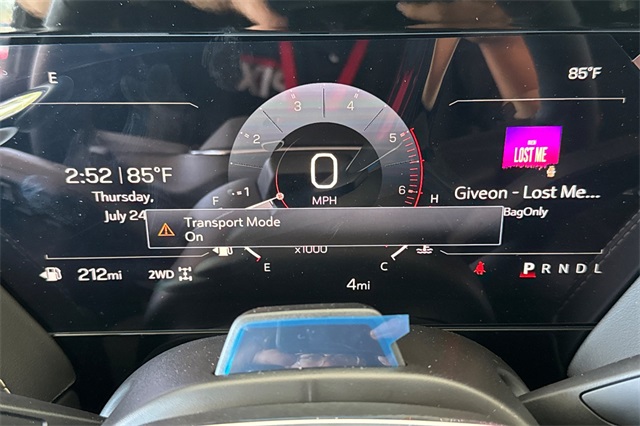 E
85°F
3 4
2 5
1 6
0
MPH
2:52 | 85°F
Thursday,
July 24
LOST ME
Giveon - Lost Me...
BagOnly
F H
Transport Mode
On
x1000
E C
212mi 2WD
4mi
P R N D L